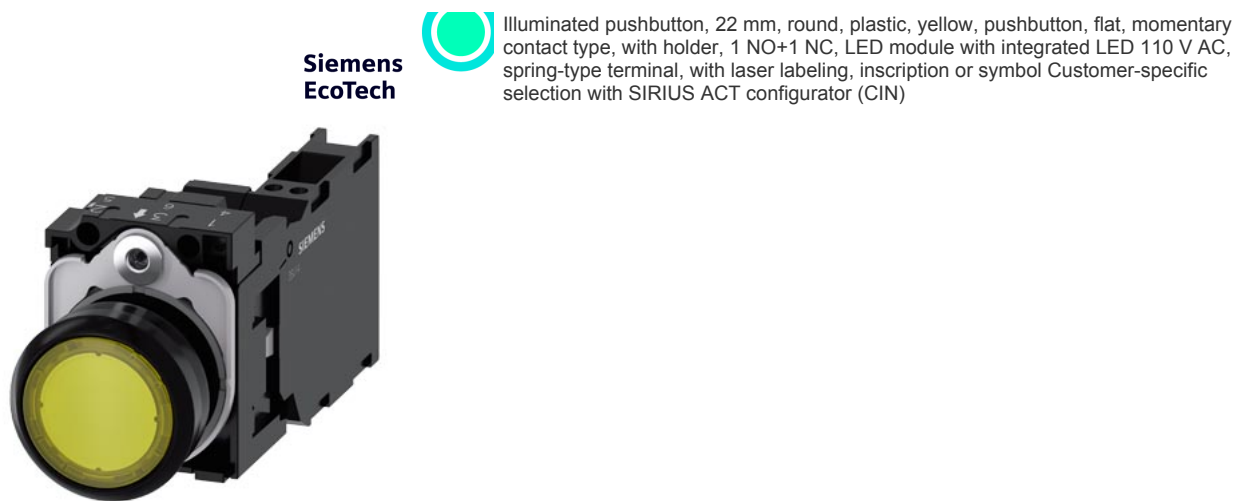 Siemens
EcoTech
Illuminated pushbutton, 22 mm, round, plastic, yellow, pushbutton, flat, momentary
contact type, with holder, 1 NO+1 NC, LED module with integrated LED 110 V AC,
spring-type terminal, with laser labeling, inscription or symbol Customer-specific
selection with SIRIUS ACT configurator (CIN)
SIEMENS